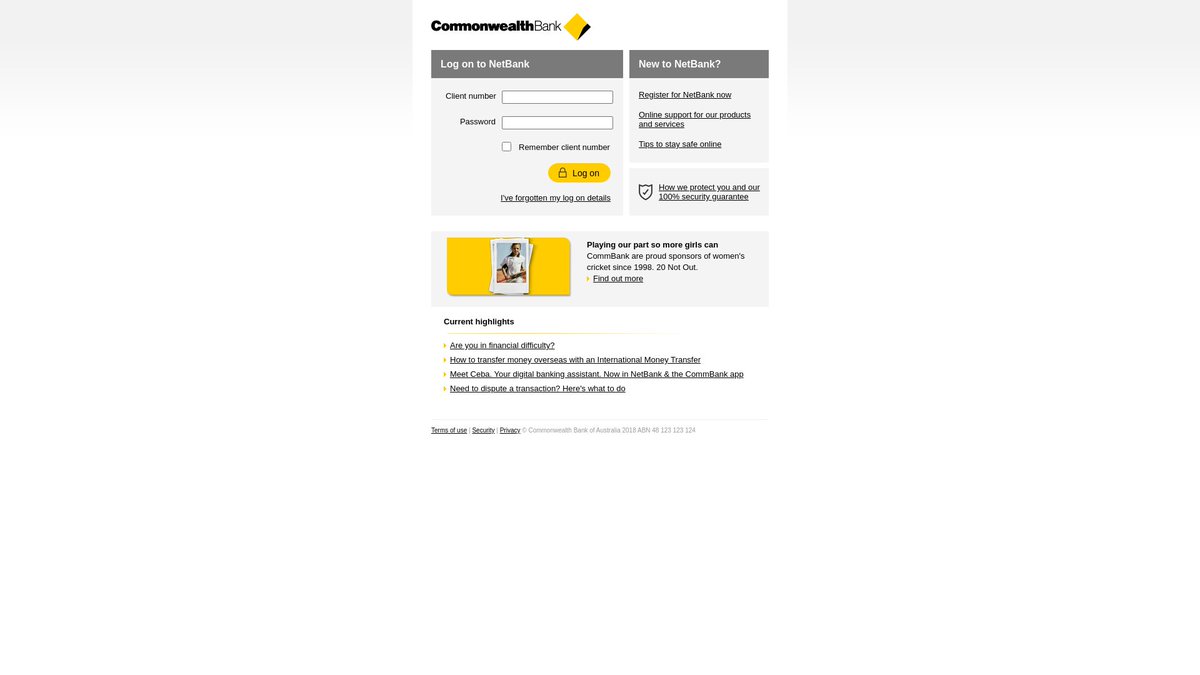 CommonwealthBank
Log on to NetBank
Client number
Password
Remember client number
Log on
I've forgotten my log on details
New to NetBank?
Register for NetBank now
Online support for our products
and services
Tips to stay safe online
How we protect you and our
100% security guarantee
Playing our part so more girls can
CommBank are proud sponsors of women's
cricket since 1998. 20 Not Out.
Find out more
Current highlights
Are you in financial difficulty?
How to transfer money overseas with an International Money Transfer
Meet Ceba. Your digital banking assistant. Now in NetBank & the CommBank app
Need to dispute a transaction? Here's what to do
Terms of use | Security | Privacy © Commonwealth Bank of Australia 2018 ABN 48 123 123 124